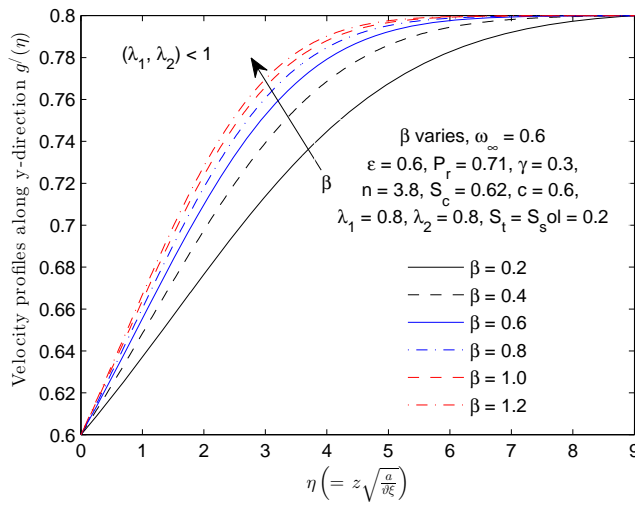 Velocity profiles along y-direction g′(η)
0.8
0.78
0.76
0.74
0.72
0.7
0.68
0.66
0.64
0.62
0.6
(λ₁, λ₂) < 1
β
β varies, ω∞ = 0.6
ε = 0.6, Pᵣ = 0.71, γ = 0.3,
n = 3.8, S_c = 0.62, c = 0.6,
λ₁ = 0.8, λ₂ = 0.8, Sₜ = Sₛol = 0.2
β = 0.2
β = 0.4
β = 0.6
β = 0.8
β = 1.0
β = 1.2
0 1 2 3 4 5 6 7 8 9
η (= z√(a/ϑξ))